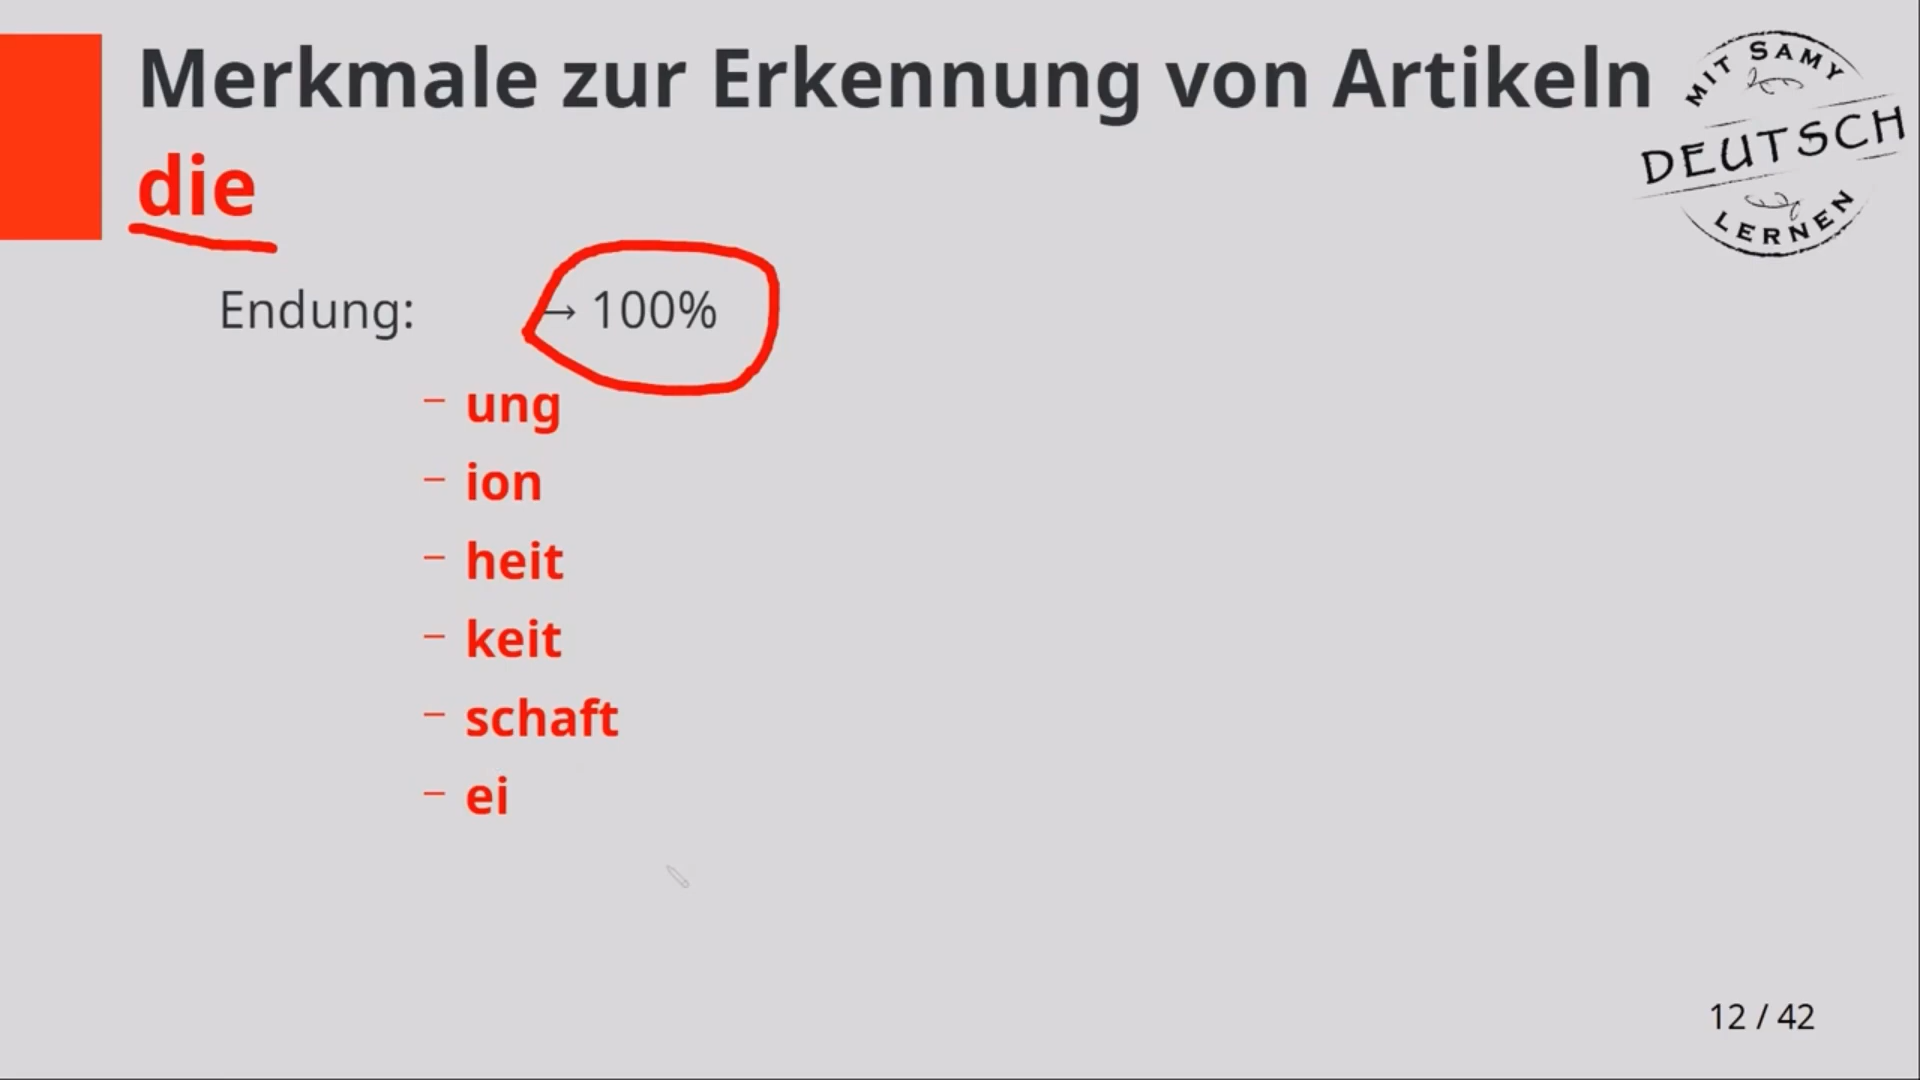 Merkmale zur Erkennung von Artikeln
die
MIT SAMY
DEUTSCH
LERNEN
Endung: → 100%
– ung
– ion
– heit
– keit
– schaft
– ei
12 / 42